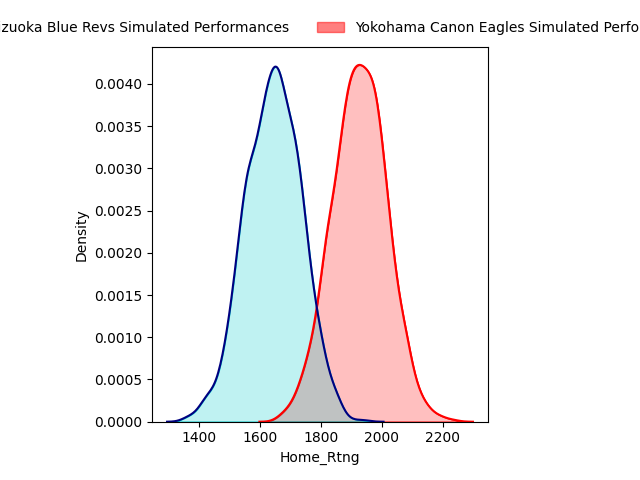 zuoka Blue Revs Simulated Performances
Yokohama Canon Eagles Simulated Perfo
0.0040
0.0035
0.0030
0.0025
0.0020
0.0015
0.0010
0.0005
0.0000
Density
1400 1600 1800 2000 2200
Home_Rtng